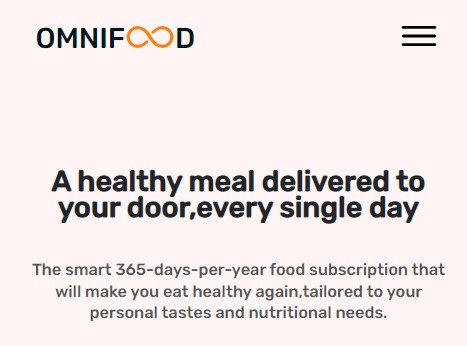 OMNIFOOD
A healthy meal delivered to
your door,every single day
The smart 365-days-per-year food subscription that
will make you eat healthy again,tailored to your
personal tastes and nutritional needs.